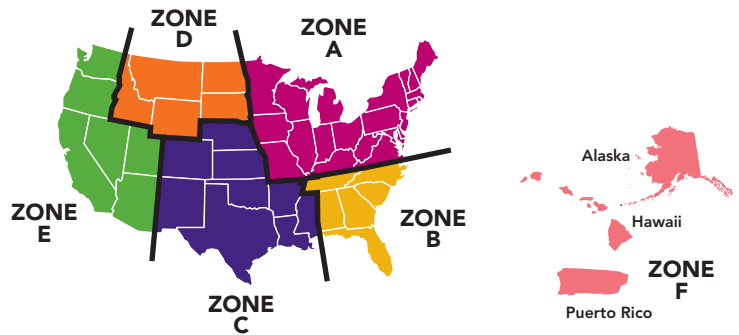 ZONE
D
ZONE
A
ZONE
E
ZONE
B
ZONE
C
Alaska
Hawaii
ZONE
F
Puerto Rico